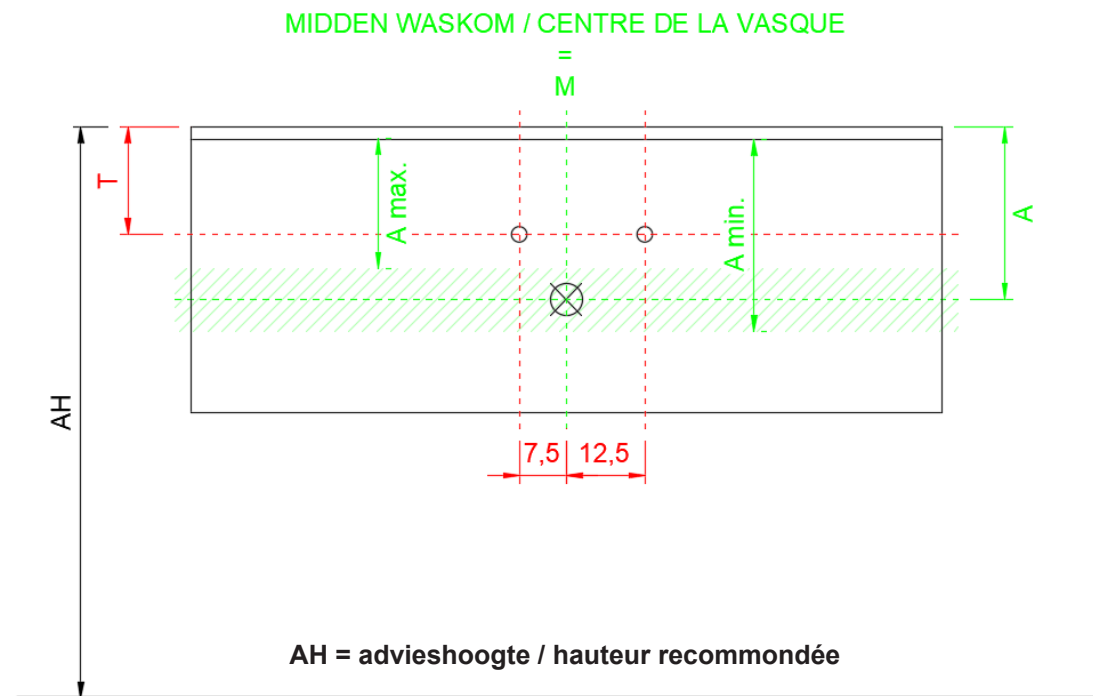 MIDDEN WASKOM / CENTRE DE LA VASQUE
=
M
T
A max.
A min.
A
AH
7,5
12,5
AH = advieshoogte / hauteur recommondée